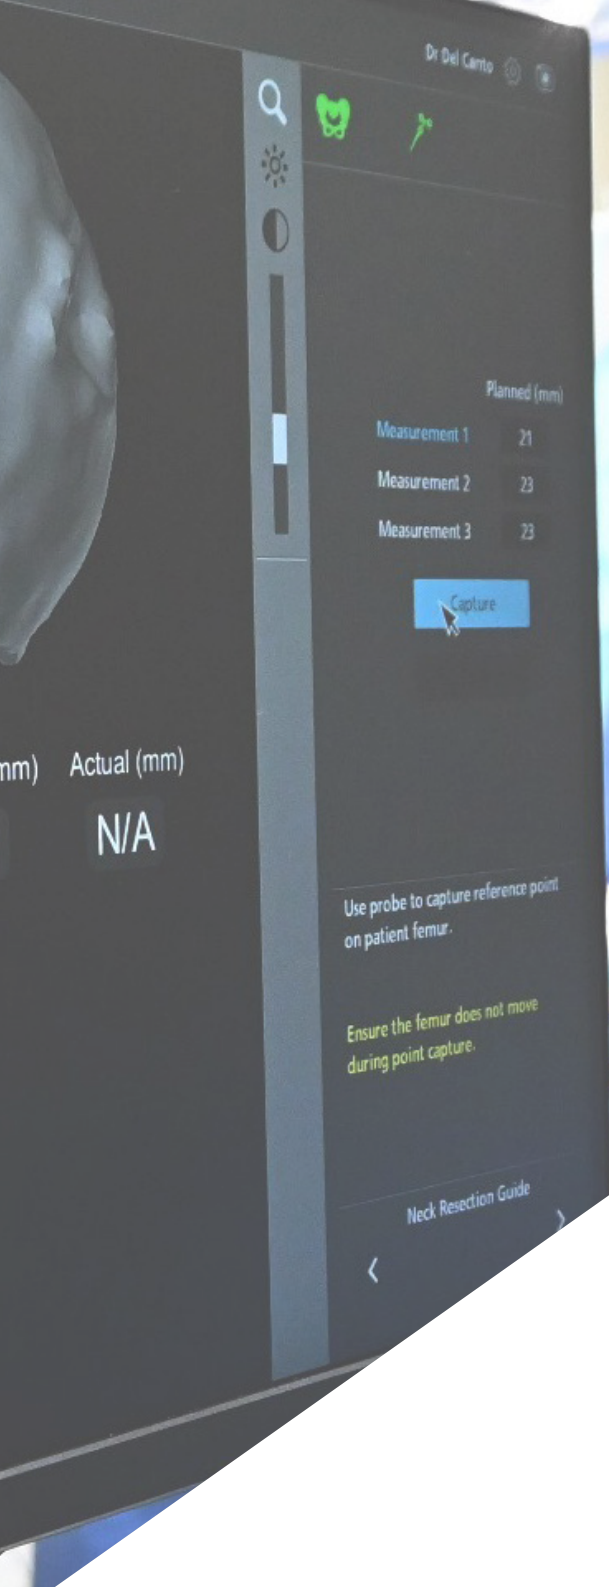 Dr Del Canto
Planned (mm)
Measurement 1 21
Measurement 2 23
Measurement 3 23
Capture
mm) Actual (mm)
N/A
Use probe to capture reference point
on patient femur.
Ensure the femur does not move
during point capture.
Neck Resection Guide